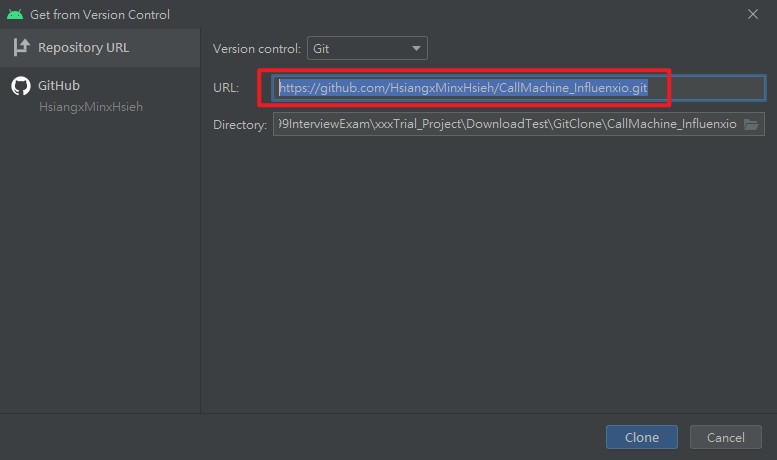 Get from Version Control
Repository URL
GitHub
HsiangxMinxHsieh
Version control: Git
URL: https://github.com/HsiangxMinxHsieh/CallMachine_Influenxio.git
Directory: 99InterviewExam\xxxTrial_Project\DownloadTest\GitClone\CallMachine_Influenxio
Clone Cancel